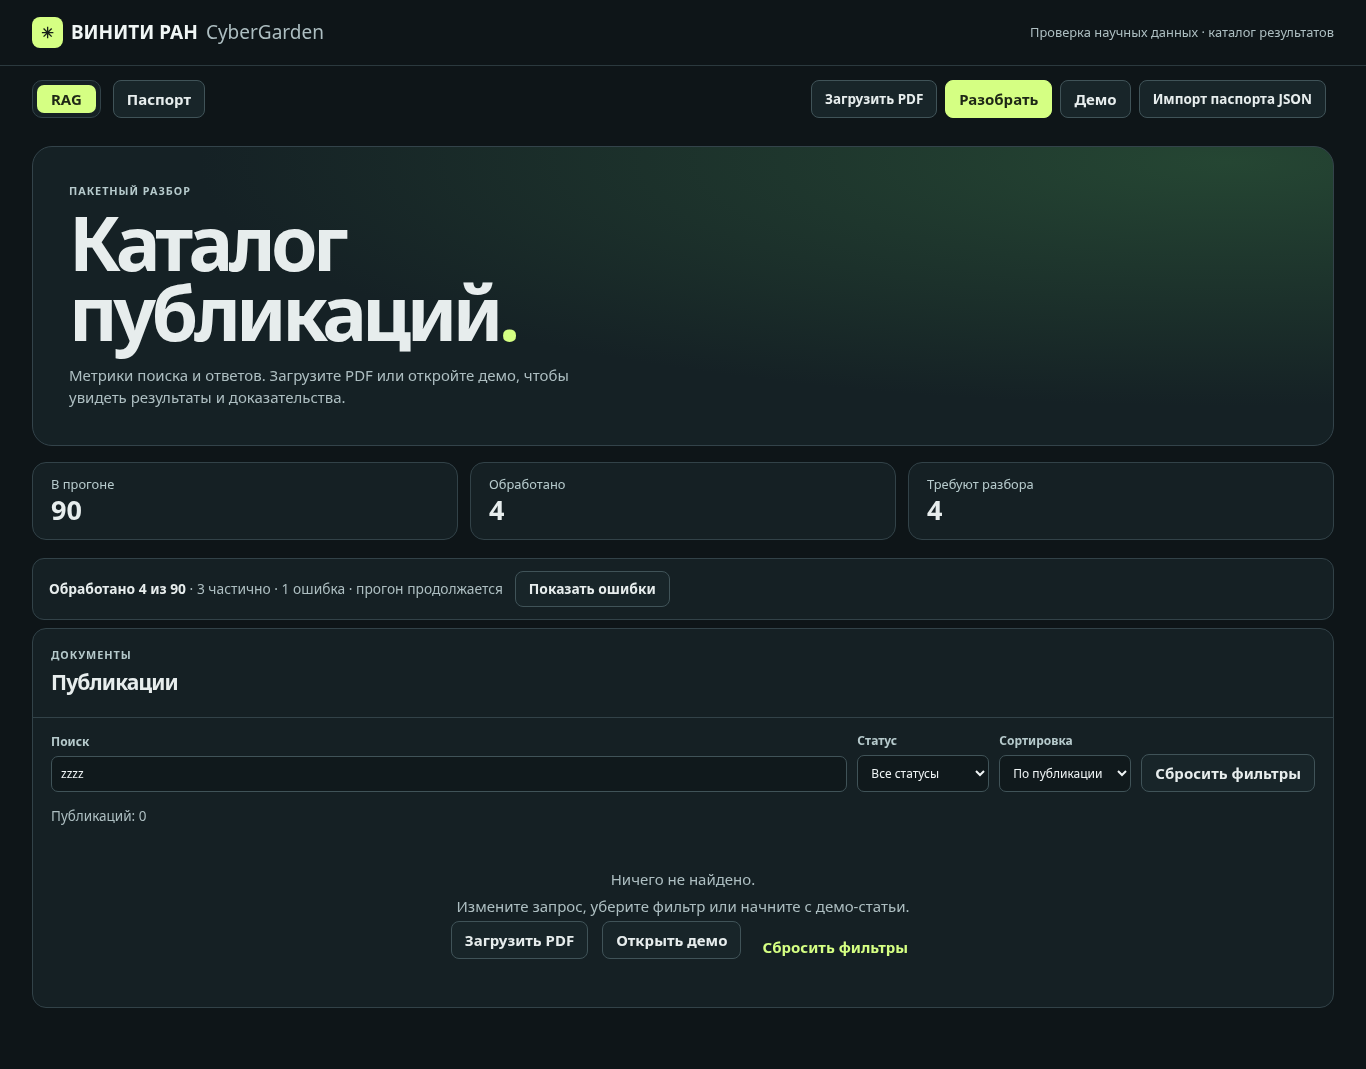 ВИНИТИ РАН CyberGarden
Проверка научных данных · каталог результатов
RAG
Паспорт
Загрузить PDF
Разобрать
Демо
Импорт паспорта JSON
ПАКЕТНЫЙ РАЗБОР
Каталог
публикаций.
Метрики поиска и ответов. Загрузите PDF или откройте демо, чтобы
увидеть результаты и доказательства.
В прогоне
90
Обработано
4
Требуют разбора
4
Обработано 4 из 90 · 3 частично · 1 ошибка · прогон продолжается
Показать ошибки
ДОКУМЕНТЫ
Публикации
Поиск
zzzz
Статус
Все статусы
Сортировка
По публикации
Сбросить фильтры
Публикаций: 0
Ничего не найдено.
Измените запрос, уберите фильтр или начните с демо-статьи.
Загрузить PDF
Открыть демо
Сбросить фильтры